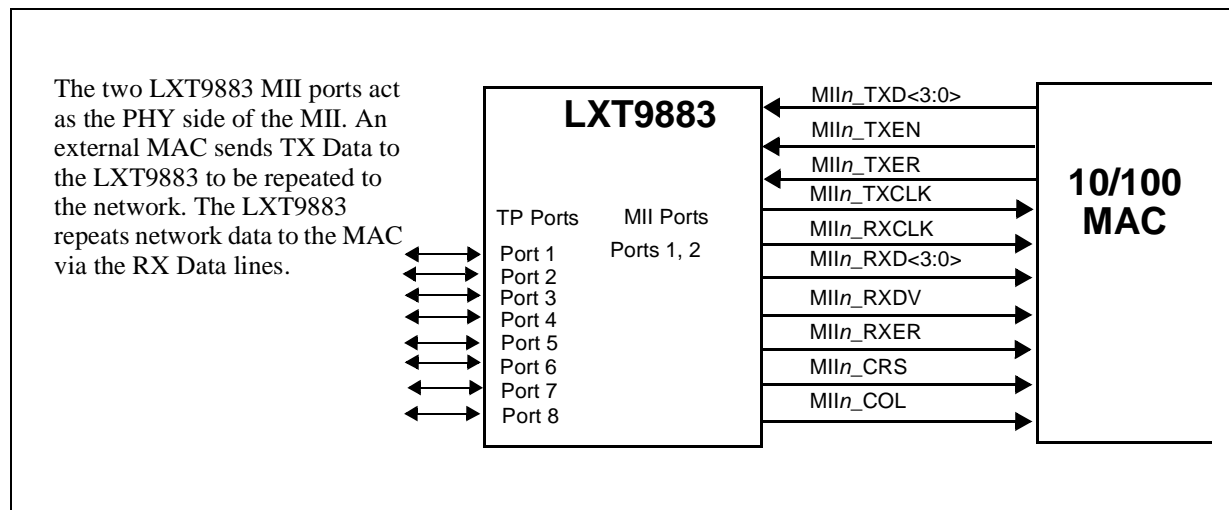 The two LXT9883 MII ports act
as the PHY side of the MII. An
external MAC sends TX Data to
the LXT9883 to be repeated to
the network. The LXT9883
repeats network data to the MAC
via the RX Data lines.
LXT9883
TP Ports
Port 1
Port 2
Port 3
Port 4
Port 5
Port 6
Port 7
Port 8
MII Ports
Ports 1, 2
MIIn_TXD<3:0>
MIIn_TXEN
MIIn_TXER
MIIn_TXCLK
MIIn_RXCLK
MIIn_RXD<3:0>
MIIn_RXDV
MIIn_RXER
MIIn_CRS
MIIn_COL
10/100
MAC